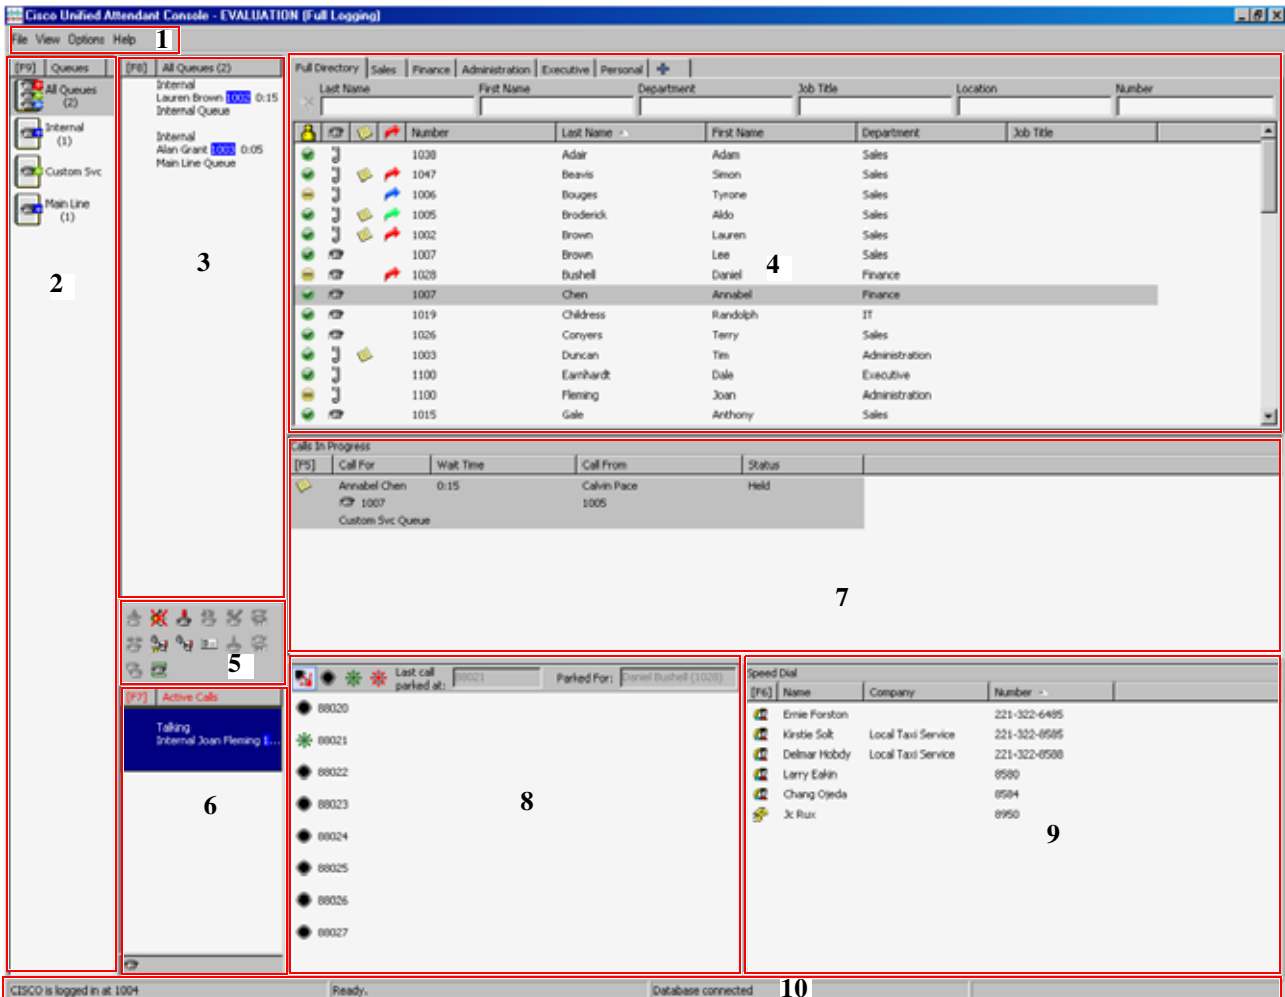 Cisco Unified Attendant Console - EVALUATION (Full Logging)
File View Options Help 1
[F9] Queues
All Queues
(2)
Internal
(1)
Custom Svc
Main Line
(1)
2
[F8] All Queues (2)
Internal
Lauren Brown 1002 0:15
Internal Queue
Internal
Alan Grant 1003 0:05
Main Line Queue
3
Full Directory Sales Finance Administration Executive Personal
Last Name First Name Department Job Title Location Number
Number Last Name First Name Department Job Title
1038 Adair Adam Sales
1047 Beavis Simon Sales
1006 Bouges Tyrone Sales
1005 Broderick Aldo Sales
1002 Brown Lauren Sales
1007 Brown Lee Sales
1028 Bushell Daniel Finance
1007 Chen Annabel Finance
1019 Childress Randolph IT
1026 Conyers Terry Sales
1003 Duncan Tim Administration
1100 Earnhardt Dale Executive
1100 Fleming Joan Administration
1015 Gale Anthony Sales
4
5
[F7] Active Calls
Talking
Internal Joan Fleming 1...
6
Calls In Progress
[F5] Call For Wait Time Call From Status
Annabel Chen 0:15 Calvin Pace Held
1007 1005
Custom Svc Queue
7
Last call
parked at: 88021 Parked For: Daniel Bushell (1028)
88020
88021
88022
88023
88024
88025
88026
88027
8
Speed Dial
[F6] Name Company Number
Ernie Forston 221-322-6485
Kirstie Solt Local Taxi Service 221-322-8585
Delmar Hobdy Local Taxi Service 221-322-8588
Larry Eakin 8580
Chang Ojeda 8584
Jc Rux 8950
9
CISCO is logged in at 1004 Ready. Database connected 10